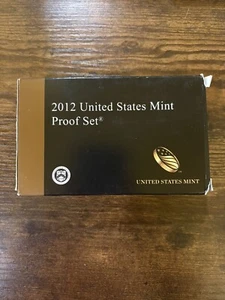 2012 United States Mint
Proof Set®
UNITED STATES MINT